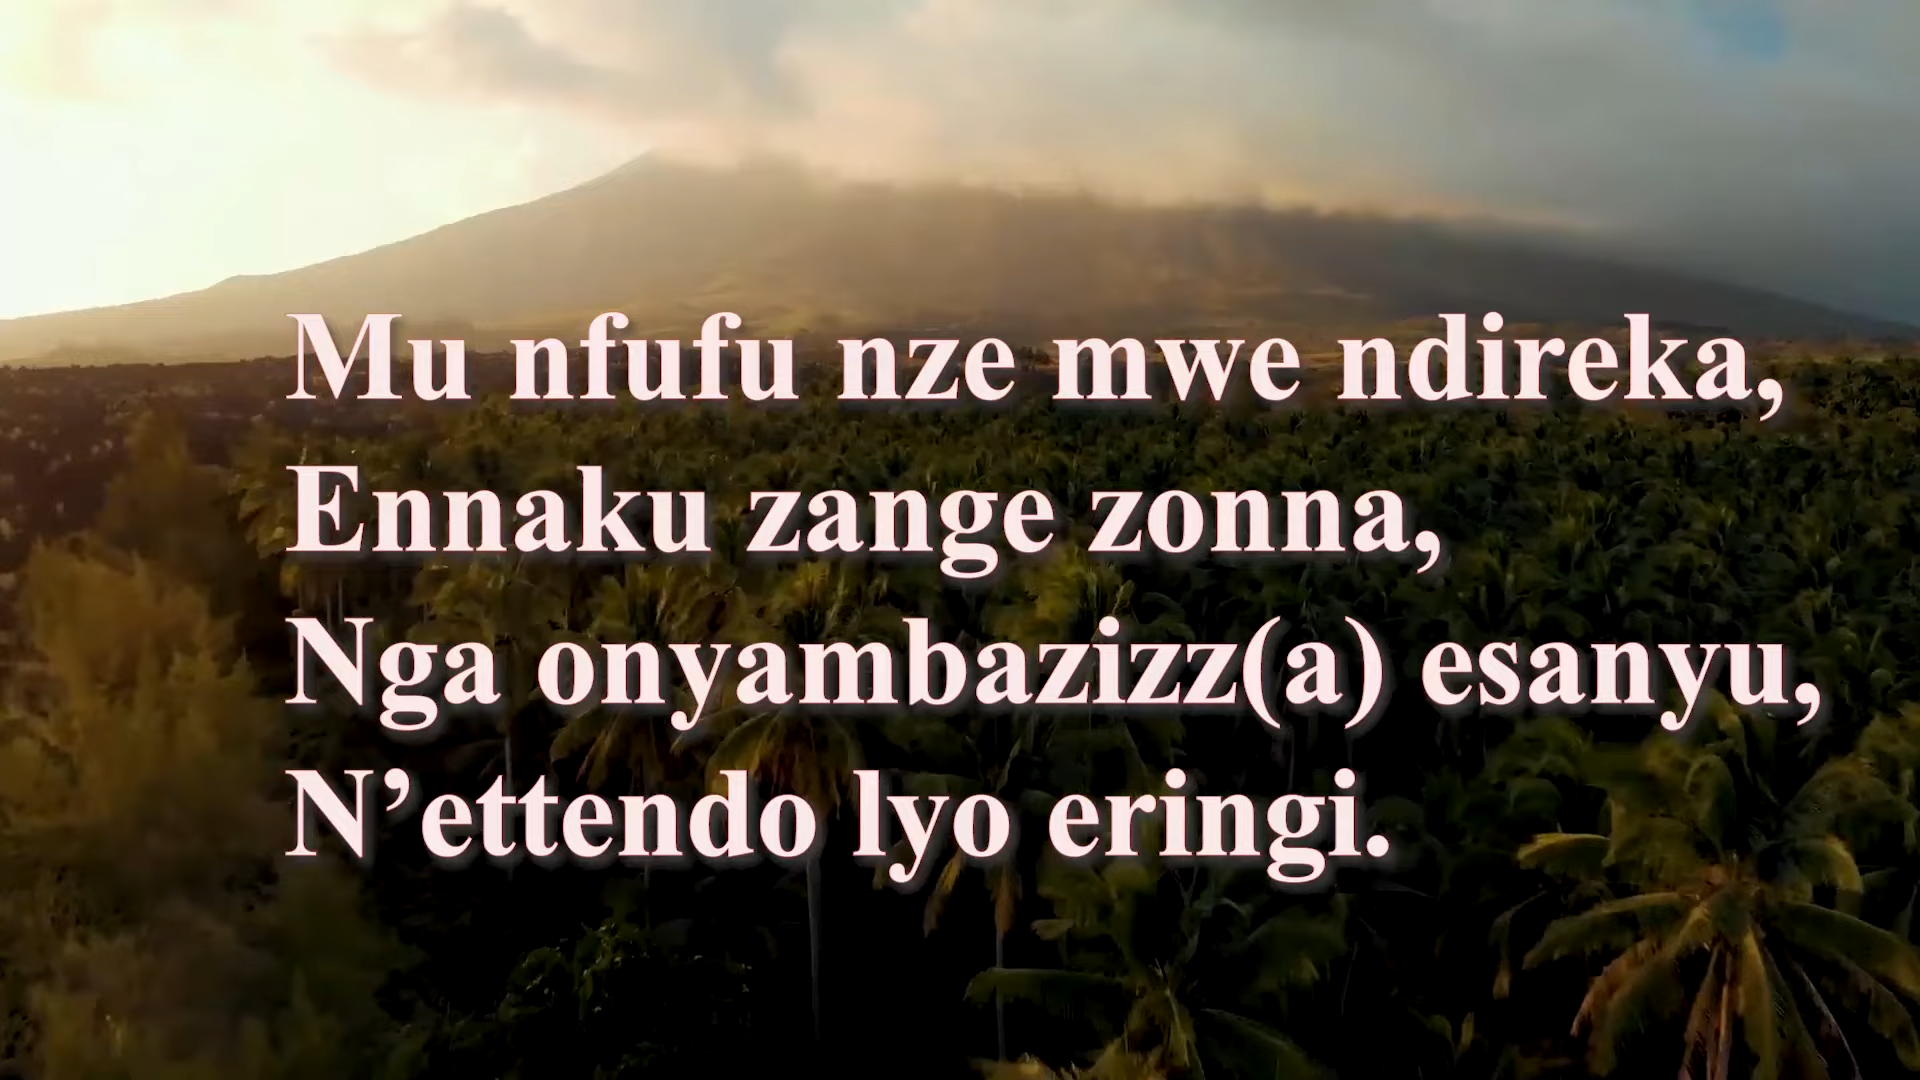 Mu nfufu nze mwe ndireka,
Ennaku zange zonna,
Nga onyambazizz(a) esanyu,
N’ettendo lyo eringi.